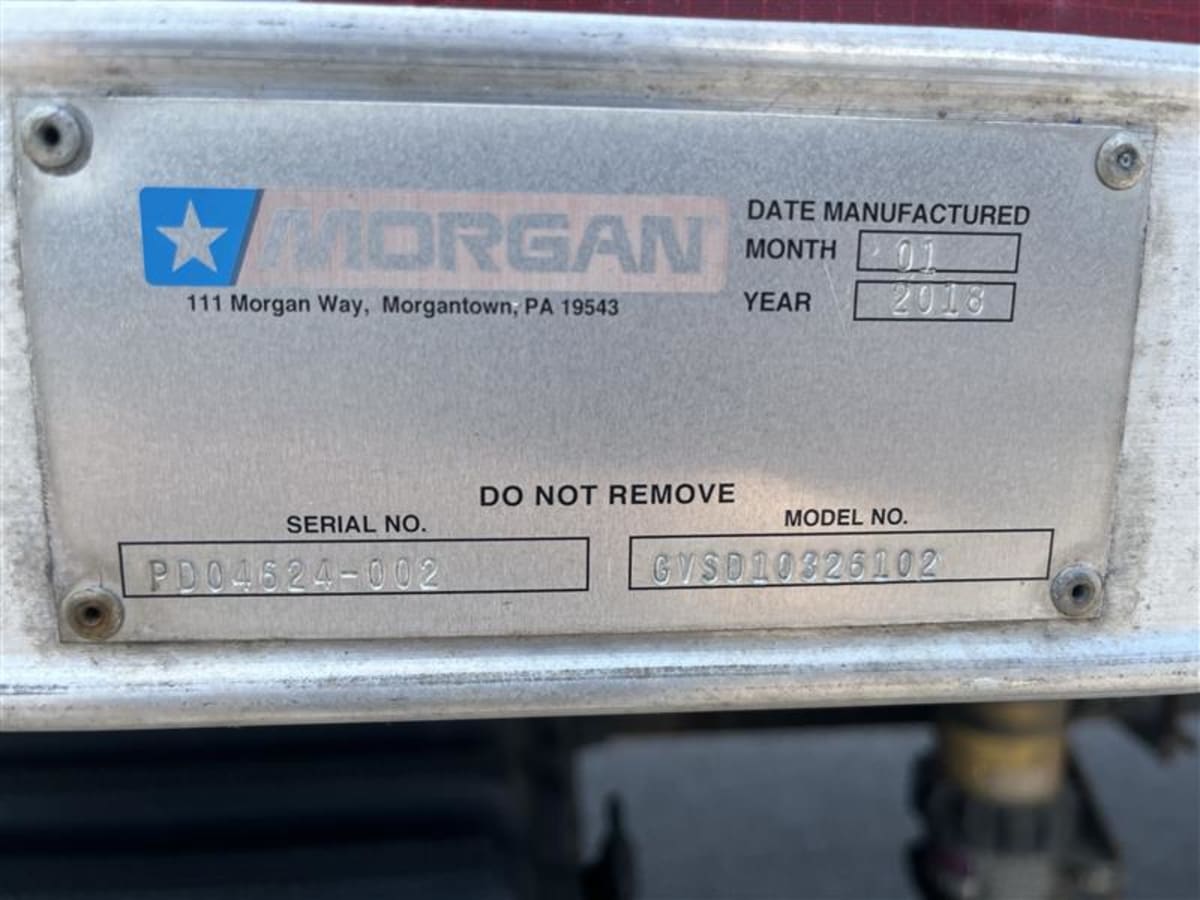 MORGAN
111 Morgan Way, Morgantown, PA 19543
DATE MANUFACTURED
MONTH 01
YEAR 2018
DO NOT REMOVE
SERIAL NO.
PD04624-002
MODEL NO.
GVSD10326102